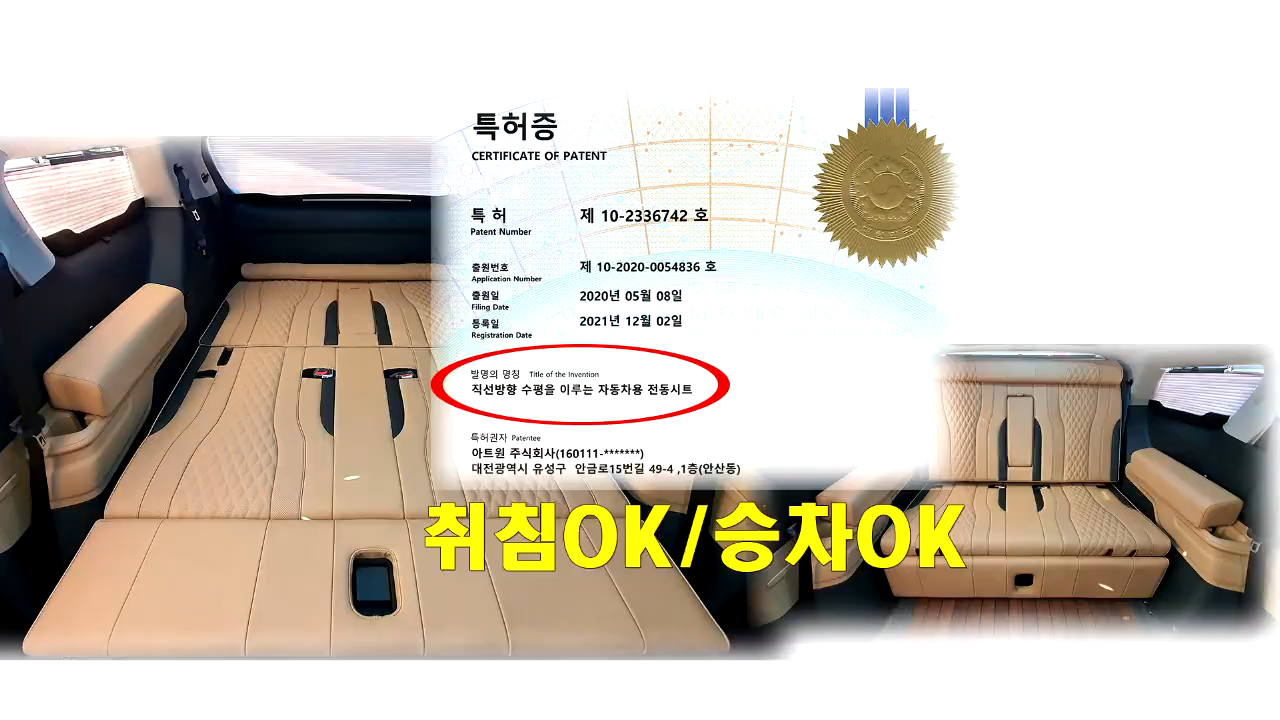 특허증
CERTIFICATE OF PATENT
특 허 제 10-2336742 호
Patent Number
출원번호 제 10-2020-0054836 호
Application Number
출원일 2020년 05월 08일
Filing Date
등록일 2021년 12월 02일
Registration Date
발명의 명칭 Title of the Invention
직선방향 수평을 이루는 자동차용 전동시트
특허권자 Patentee
아트원 주식회사(160111-*******)
대전광역시 유성구 안금로15번길 49-4 ,1층(안산동)
취침OK/승차OK